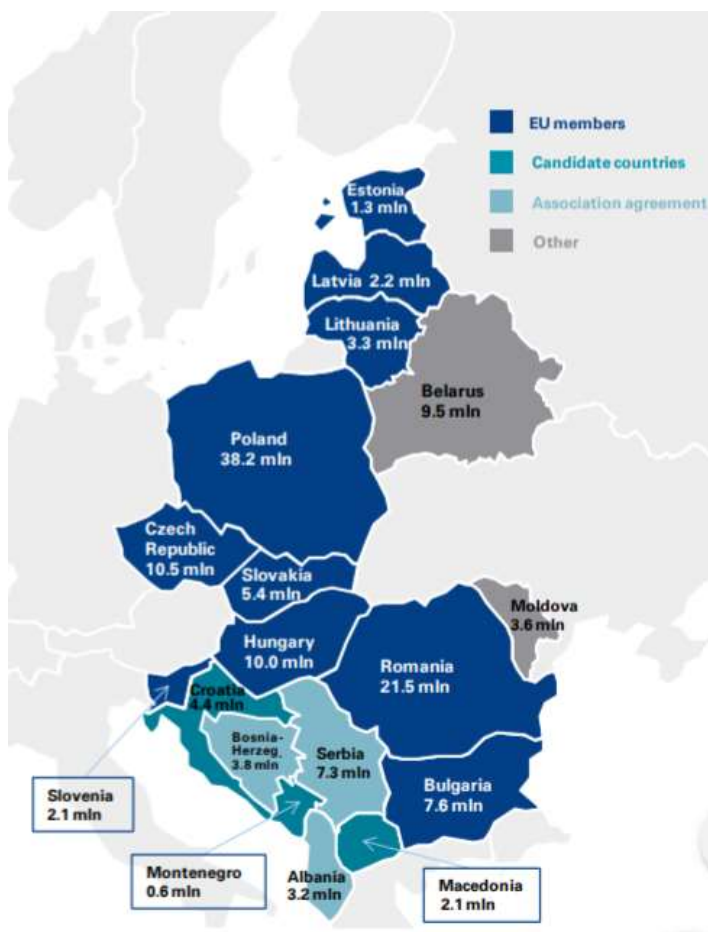 EU members
Candidate countries
Association agreement
Other
Estonia
1.3 mln
Latvia 2.2 mln
Lithuania
3.3 mln
Belarus
9.5 mln
Poland
38.2 mln
Czech
Republic
10.5 mln
Slovakia
5.4 mln
Moldova
3.6 mln
Hungary
10.0 mln
Romania
21.5 mln
Croatia
4.4 mln
Bosnia-
Herzeg.
3.8 mln
Serbia
7.3 mln
Bulgaria
7.6 mln
Slovenia
2.1 mln
Montenegro
0.6 mln
Albania
3.2 mln
Macedonia
2.1 mln